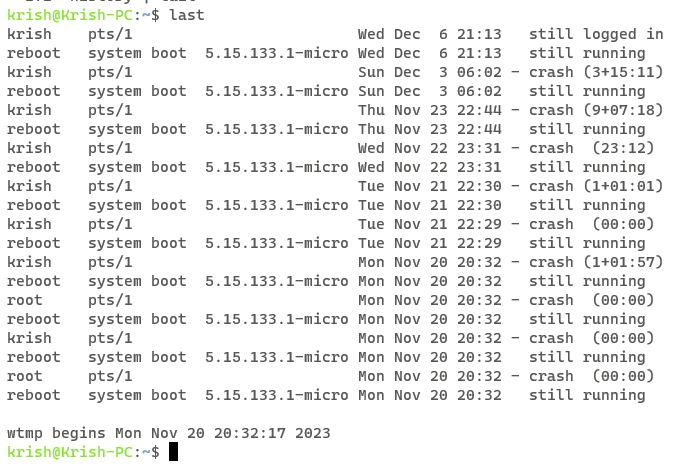 krish@Krish-PC:~$ last
krish    pts/1                         Wed Dec  6 21:13   still logged in
reboot   system boot  5.15.133.1-micro Wed Dec  6 21:13   still running
krish    pts/1                         Sun Dec  3 06:02 - crash (3+15:11)
reboot   system boot  5.15.133.1-micro Sun Dec  3 06:02   still running
krish    pts/1                         Thu Nov 23 22:44 - crash (9+07:18)
reboot   system boot  5.15.133.1-micro Thu Nov 23 22:44   still running
krish    pts/1                         Wed Nov 22 23:31 - crash  (23:12)
reboot   system boot  5.15.133.1-micro Wed Nov 22 23:31   still running
krish    pts/1                         Tue Nov 21 22:30 - crash (1+01:01)
reboot   system boot  5.15.133.1-micro Tue Nov 21 22:30   still running
krish    pts/1                         Tue Nov 21 22:29 - crash  (00:00)
reboot   system boot  5.15.133.1-micro Tue Nov 21 22:29   still running
krish    pts/1                         Mon Nov 20 20:32 - crash (1+01:57)
reboot   system boot  5.15.133.1-micro Mon Nov 20 20:32   still running
root     pts/1                         Mon Nov 20 20:32 - crash  (00:00)
reboot   system boot  5.15.133.1-micro Mon Nov 20 20:32   still running
krish    pts/1                         Mon Nov 20 20:32 - crash  (00:00)
reboot   system boot  5.15.133.1-micro Mon Nov 20 20:32   still running
root     pts/1                         Mon Nov 20 20:32 - crash  (00:00)
reboot   system boot  5.15.133.1-micro Mon Nov 20 20:32   still running

wtmp begins Mon Nov 20 20:32:17 2023
krish@Krish-PC:~$